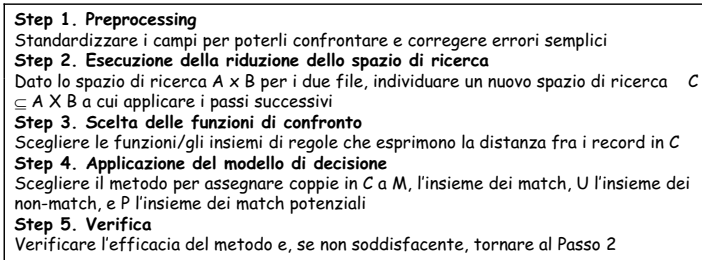 Step 1. Preprocessing
Standardizzare i campi per poterli confrontare e corregere errori semplici
Step 2. Esecuzione della riduzione dello spazio di ricerca
Dato lo spazio di ricerca A x B per i due file, individuare un nuovo spazio di ricerca C
⊆ A X B a cui applicare i passi successivi
Step 3. Scelta delle funzioni di confronto
Scegliere le funzioni/gli insiemi di regole che esprimono la distanza fra i record in C
Step 4. Applicazione del modello di decisione
Scegliere il metodo per assegnare coppie in C a M, l'insieme dei match, U l'insieme dei
non-match, e P l'insieme dei match potenziali
Step 5. Verifica
Verificare l'efficacia del metodo e, se non soddisfacente, tornare al Passo 2